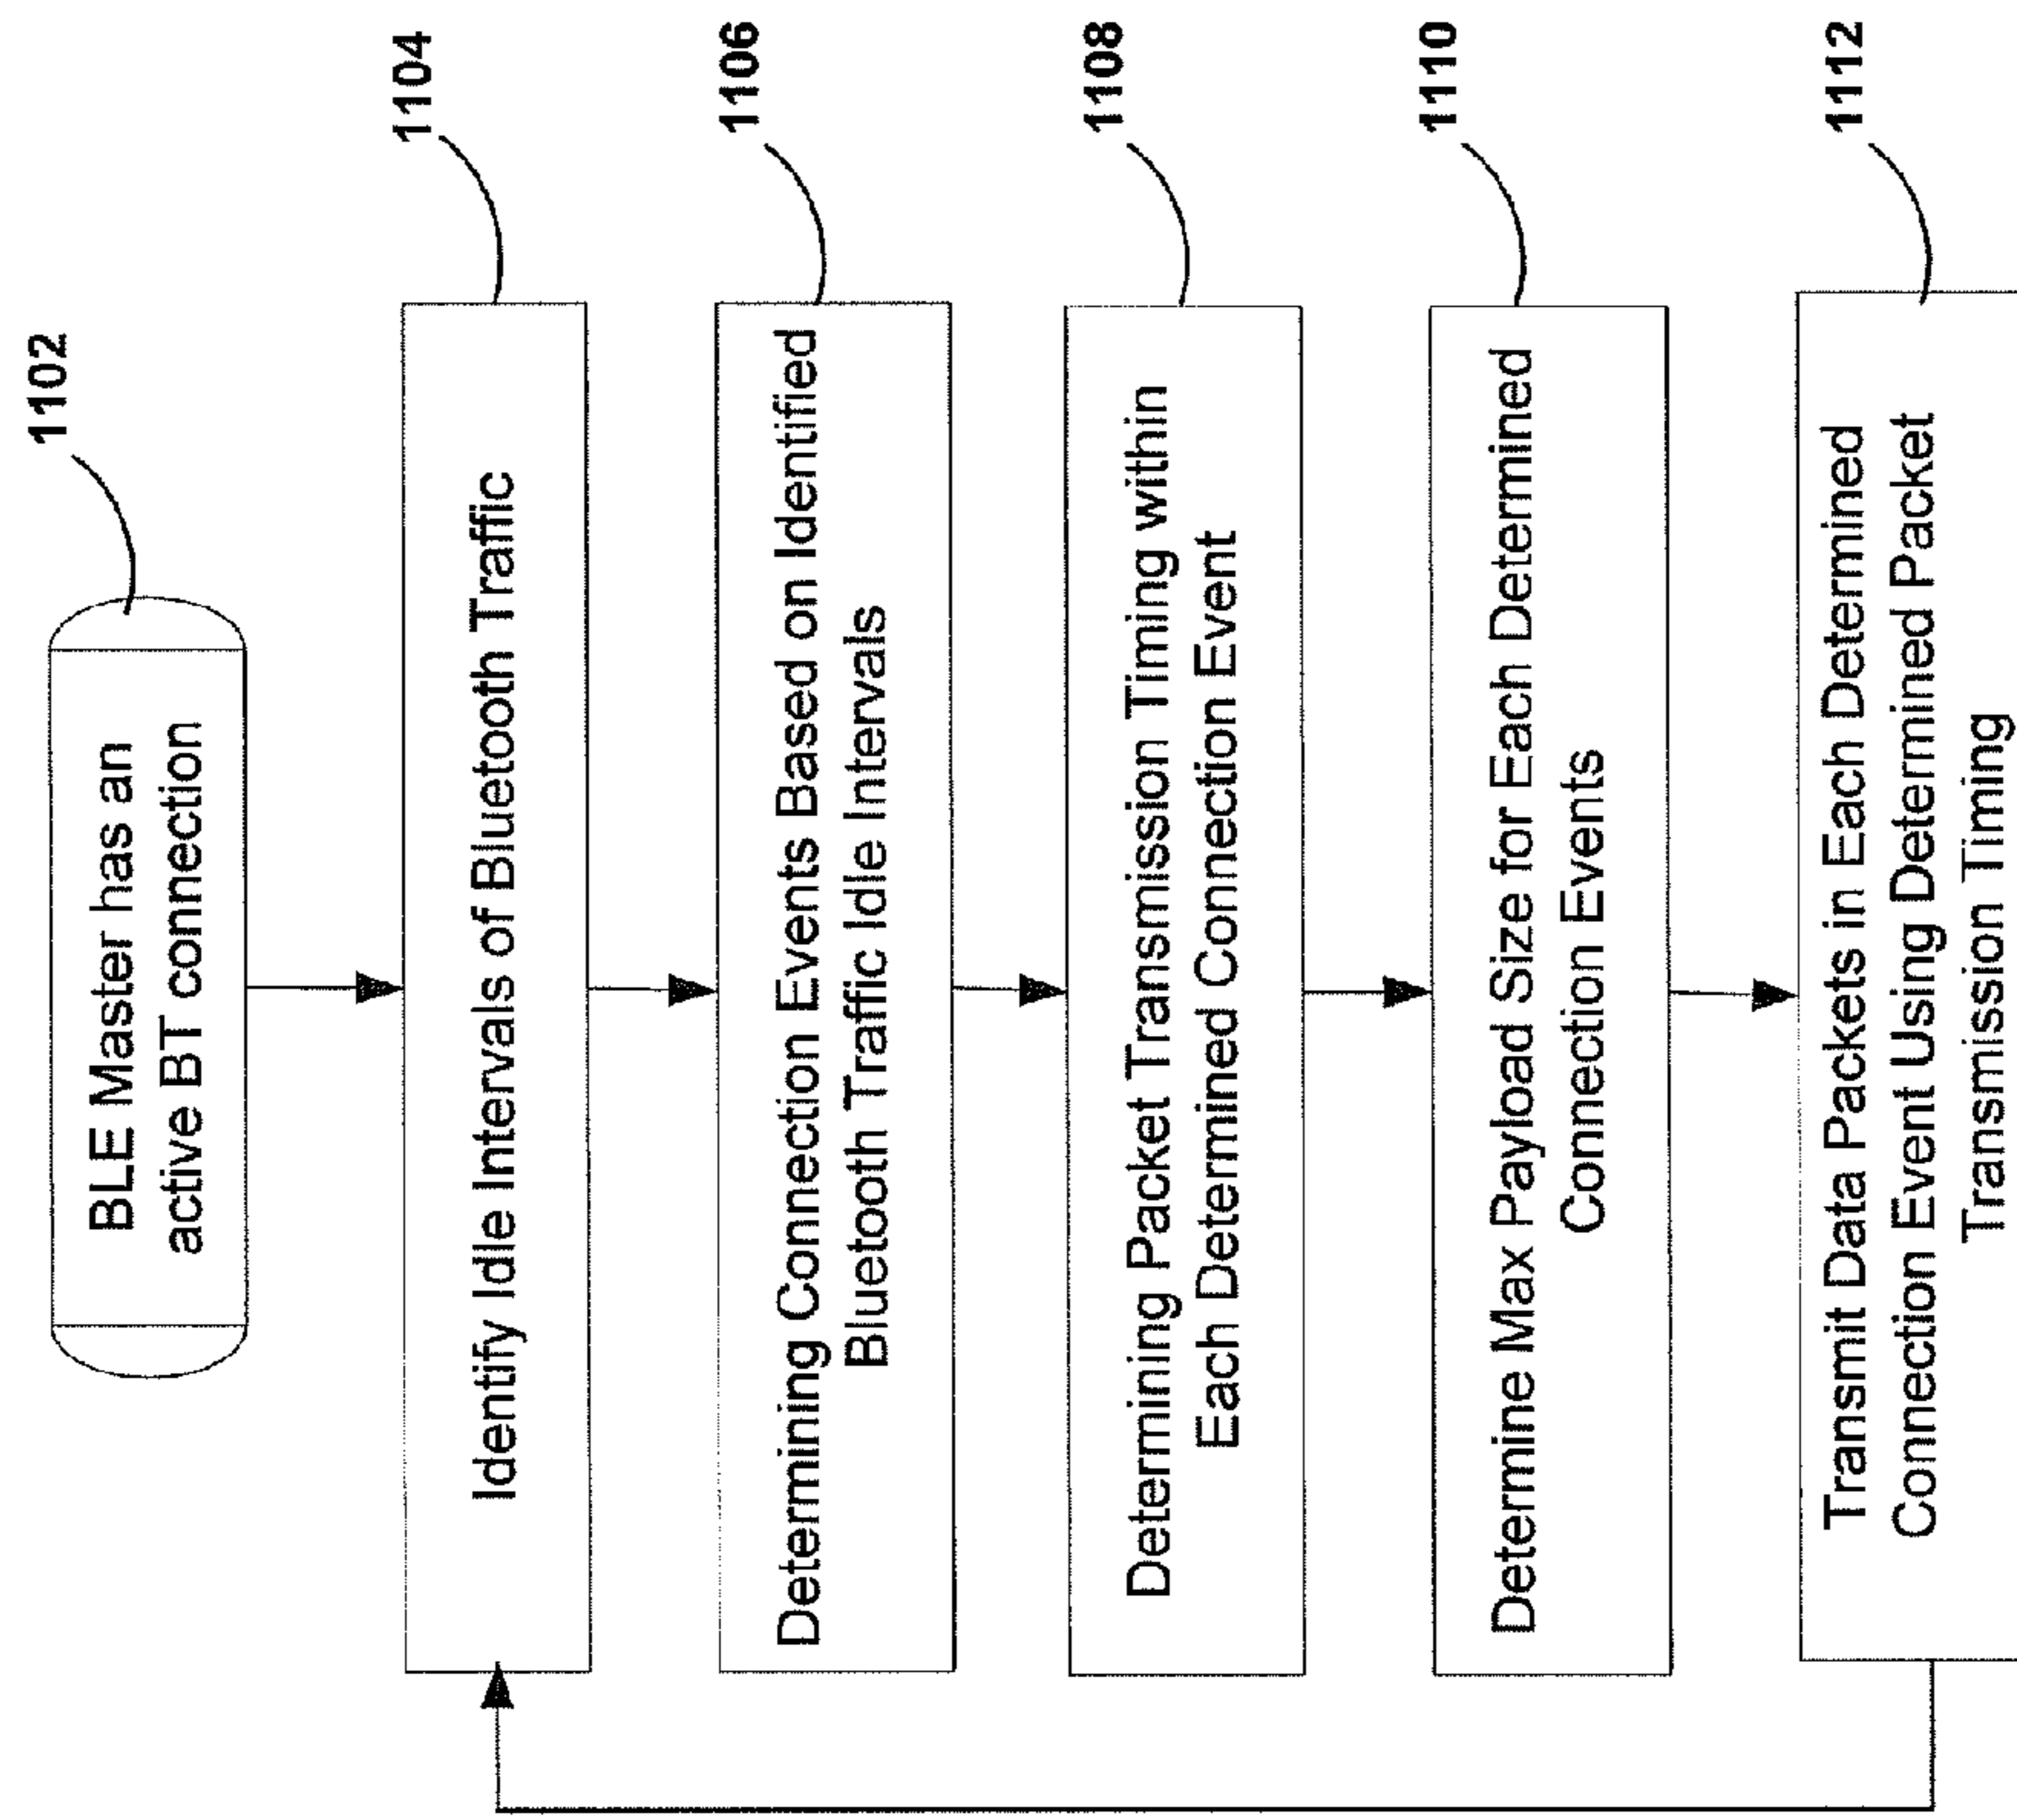 1102
BLE Master has an
active BT connection
1104
Identify Idle Intervals of Bluetooth Traffic
1106
Determining Connection Events Based on Identified
Bluetooth Traffic Idle Intervals
1108
Determining Packet Transmission Timing within
Each Determined Connection Event
1110
Determine Max Payload Size for Each Determined
Connection Events
1112
Transmit Data Packets in Each Determined
Connection Event Using Determined Packet
Transmission Timing